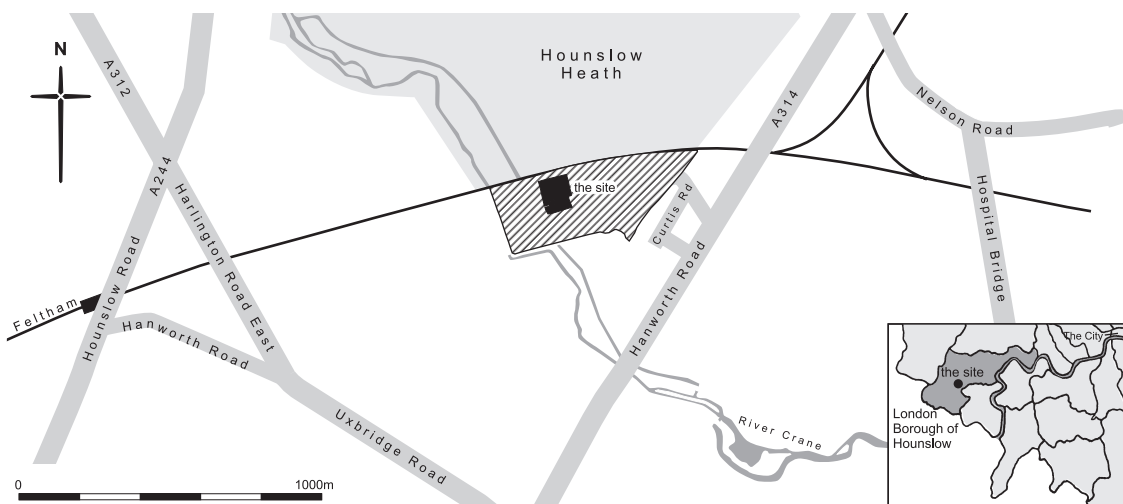 N
A312
A244
Harlington Road East
Hounslow Road
Feltham
Hanworth Road
Uxbridge Road
Hounslow
Heath
the site
Curtis Rd
A314
Hanworth Road
Nelson Road
Hospital Bridge
River Crane
0
1000m
The City
the site
London
Borough of
Hounslow